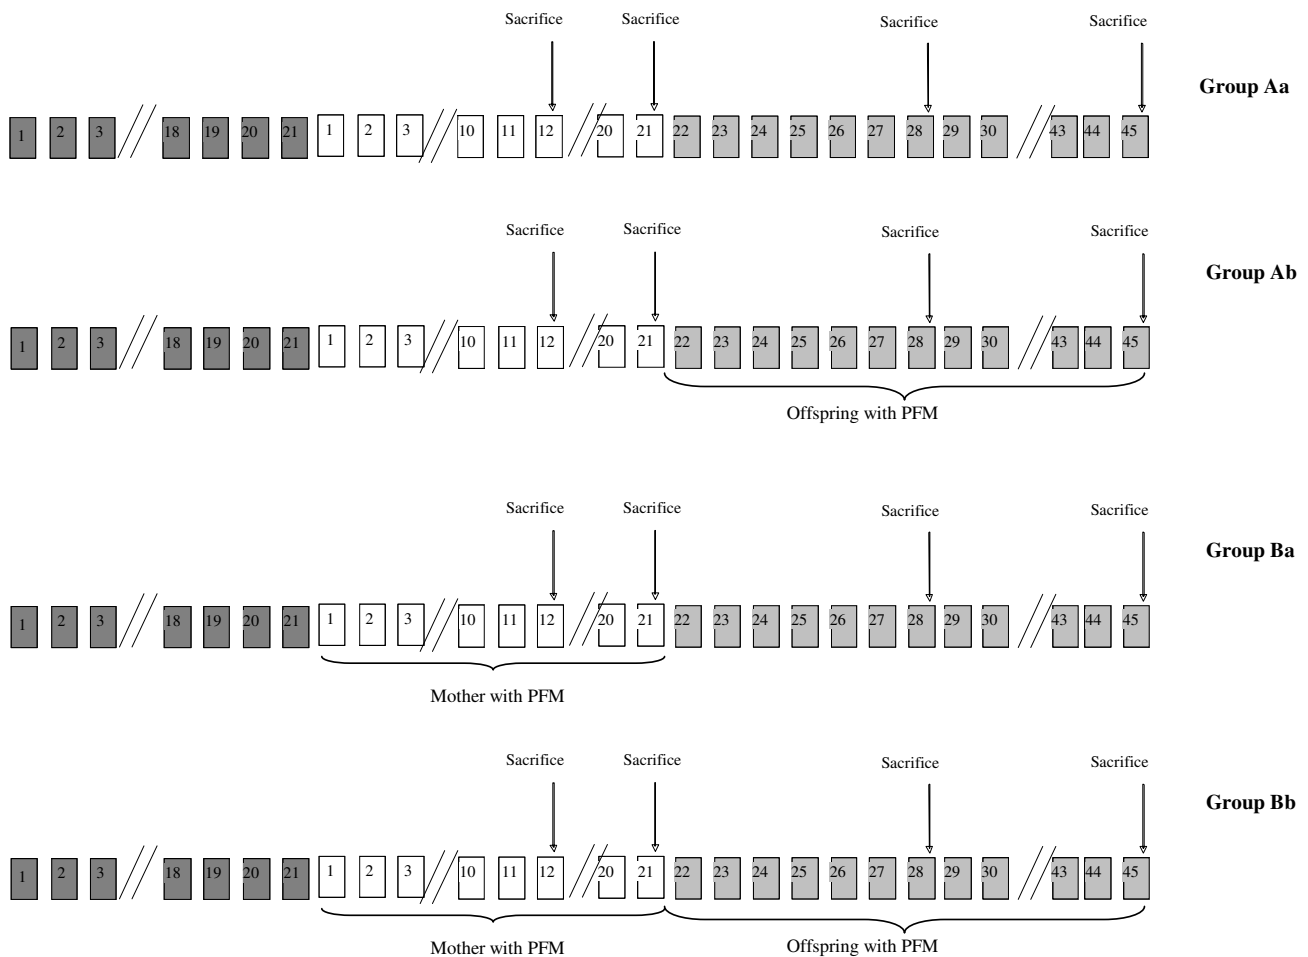 Sacrifice Sacrifice Sacrifice Sacrifice
Group Aa
1 2 3 18 19 20 21 1 2 3 10 11 12 20 21 22 23 24 25 26 27 28 29 30 43 44 45
Sacrifice Sacrifice Sacrifice Sacrifice
Group Ab
1 2 3 18 19 20 21 1 2 3 10 11 12 20 21 22 23 24 25 26 27 28 29 30 43 44 45
Offspring with PFM
Sacrifice Sacrifice Sacrifice Sacrifice
Group Ba
1 2 3 18 19 20 21 1 2 3 10 11 12 20 21 22 23 24 25 26 27 28 29 30 43 44 45
Mother with PFM
Sacrifice Sacrifice Sacrifice Sacrifice
Group Bb
1 2 3 18 19 20 21 1 2 3 10 11 12 20 21 22 23 24 25 26 27 28 29 30 43 44 45
Mother with PFM Offspring with PFM